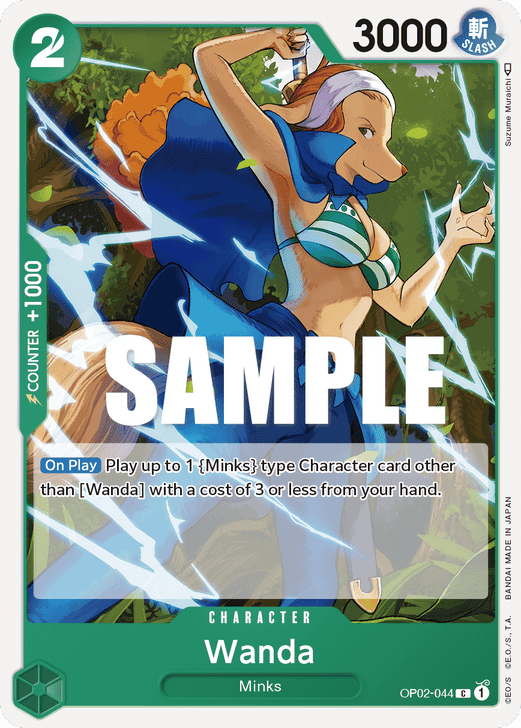 2
3000
斬
SLASH
Suzume Muraichi
COUNTER +1000
SAMPLE
On Play Play up to 1 {Minks} type Character card other
than [Wanda] with a cost of 3 or less from your hand.
CHARACTER
Wanda
Minks
OP02-044 C 1
©EO/S ©E.O./S., T.A. BANDAI MADE IN JAPAN